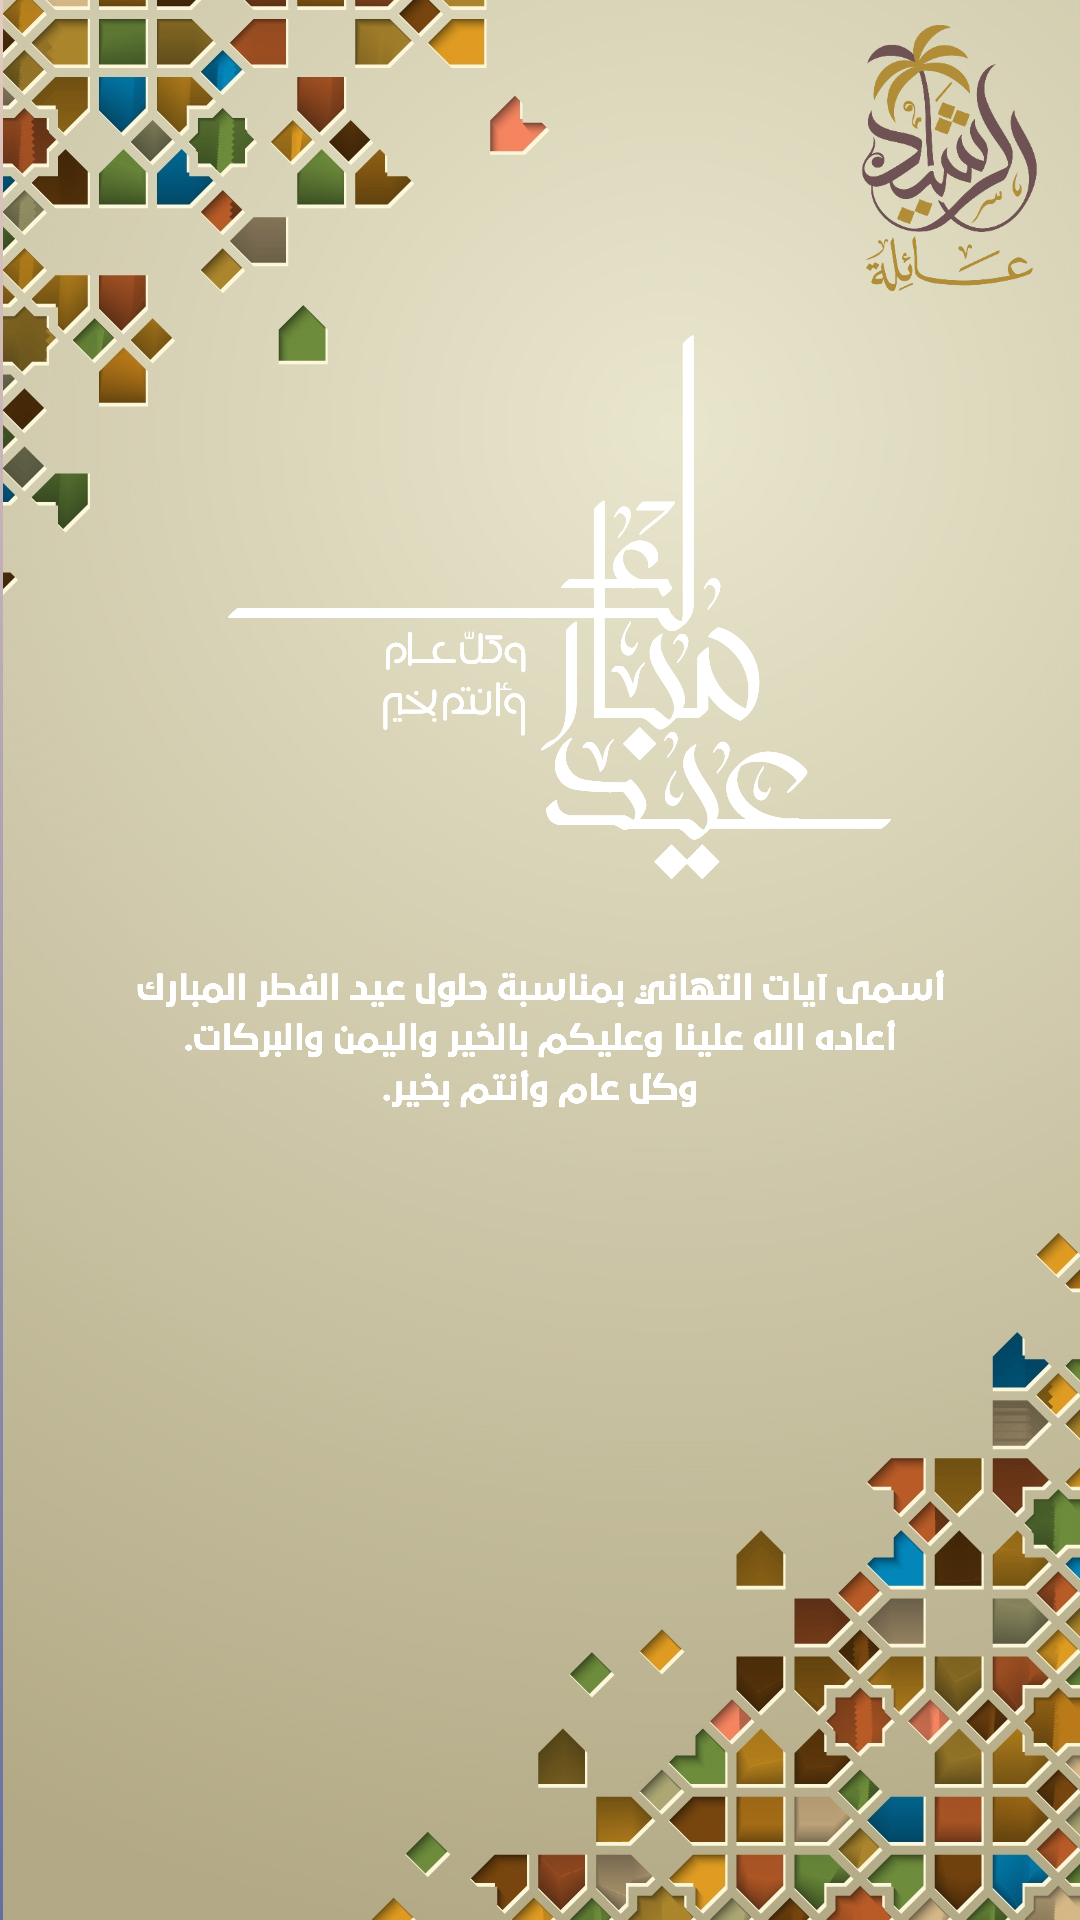 الرشيد
عائلة
عيد مبارك
وكلّ عام
وأنتم بخير
أسمى آيات التهاني بمناسبة حلول عيد الفطر المبارك
أعاده الله علينا وعليكم بالخير واليمن والبركات.
وكل عام وأنتم بخير.